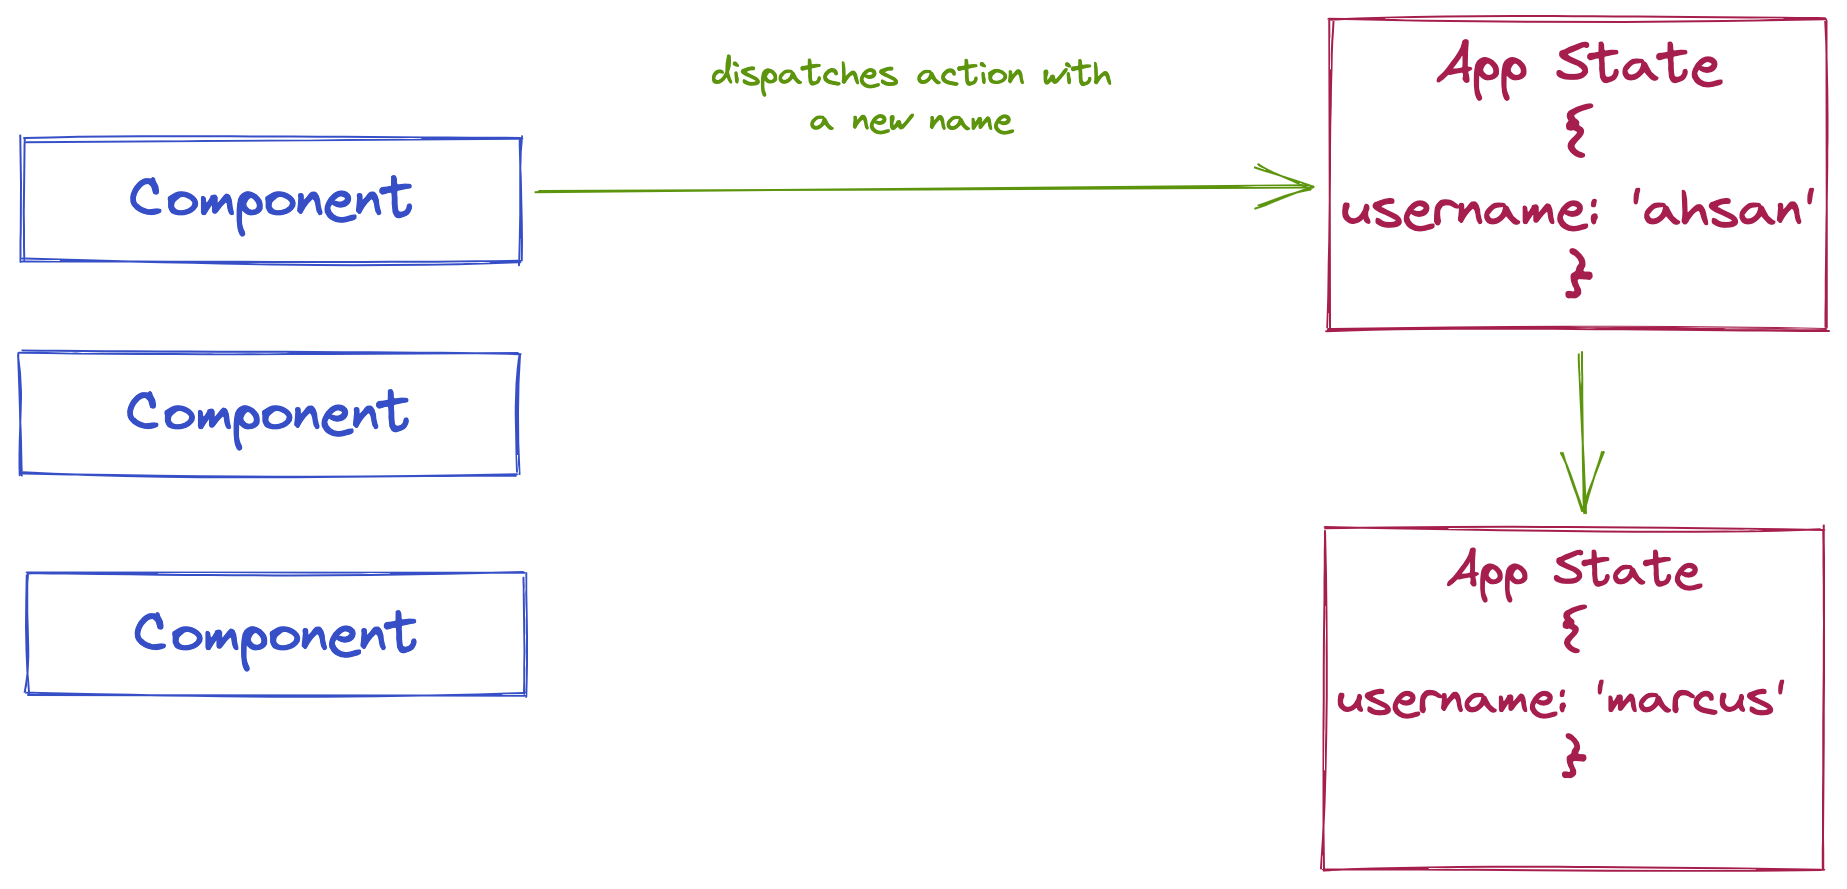 dispatches action with
a new name
Component
Component
Component
App State
{
username: 'ahsan'
}
App State
{
username: 'marcus'
}